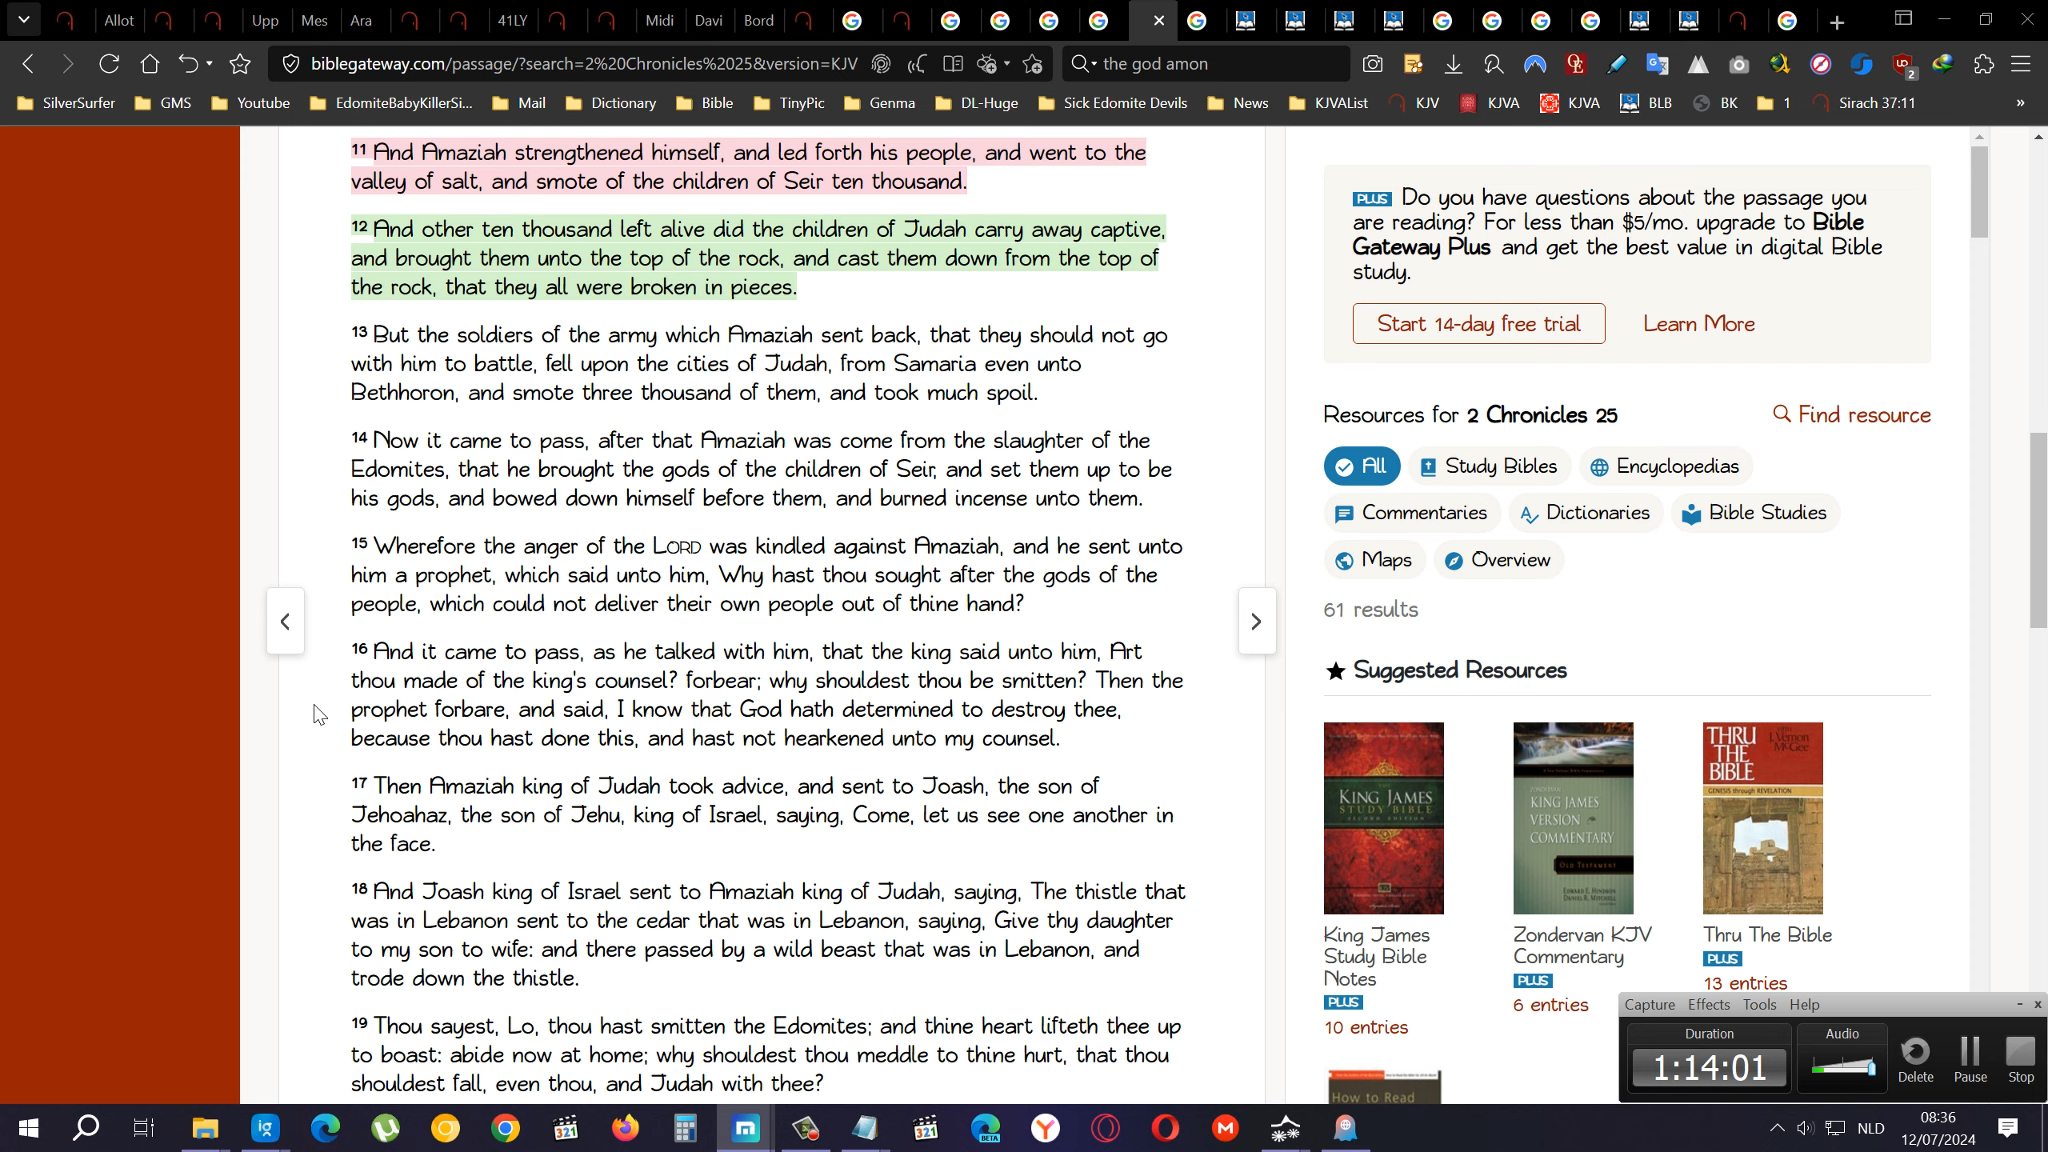 Allot
Upp
Mes
Ara
41LY
Midi
Davi
Bord
biblegateway.com/passage/?search=2%20Chronicles%2025&version=KJV
the god amon
2
SilverSurfer
GMS
Youtube
EdomiteBabyKillerSi...
Mail
Dictionary
Bible
TinyPic
Genma
DL-Huge
Sick Edomite Devils
News
KJVAList
KJV
KJVA
KJVA
BLB
BK
1
Sirach 37:11
»
11 And Amaziah strengthened himself, and led forth his people, and went to the
valley of salt, and smote of the children of Seir ten thousand.
12 And other ten thousand left alive did the children of Judah carry away captive,
and brought them unto the top of the rock, and cast them down from the top of
the rock, that they all were broken in pieces.
13 But the soldiers of the army which Amaziah sent back, that they should not go
with him to battle, fell upon the cities of Judah, from Samaria even unto
Bethhoron, and smote three thousand of them, and took much spoil.
14 Now it came to pass, after that Amaziah was come from the slaughter of the
Edomites, that he brought the gods of the children of Seir, and set them up to be
his gods, and bowed down himself before them, and burned incense unto them.
15 Wherefore the anger of the LORD was kindled against Amaziah, and he sent unto
him a prophet, which said unto him, Why hast thou sought after the gods of the
people, which could not deliver their own people out of thine hand?
16 And it came to pass, as he talked with him, that the king said unto him, Art
thou made of the king's counsel? forbear; why shouldest thou be smitten? Then the
prophet forbare, and said, I know that God hath determined to destroy thee,
because thou hast done this, and hast not hearkened unto my counsel.
17 Then Amaziah king of Judah took advice, and sent to Joash, the son of
Jehoahaz, the son of Jehu, king of Israel, saying, Come, let us see one another in
the face.
18 And Joash king of Israel sent to Amaziah king of Judah, saying, The thistle that
was in Lebanon sent to the cedar that was in Lebanon, saying, Give thy daughter
to my son to wife: and there passed by a wild beast that was in Lebanon, and
trode down the thistle.
19 Thou sayest, Lo, thou hast smitten the Edomites; and thine heart lifteth thee up
to boast: abide now at home; why shouldest thou meddle to thine hurt, that thou
shouldest fall, even thou, and Judah with thee?
PLUS Do you have questions about the passage you
are reading? For less than $5/mo. upgrade to Bible
Gateway Plus and get the best value in digital Bible
study.
Start 14-day free trial
Learn More
Resources for 2 Chronicles 25
Find resource
All
Study Bibles
Encyclopedias
Commentaries
Dictionaries
Bible Studies
Maps
Overview
61 results
Suggested Resources
KING JAMES
STUDY BIBLE
SECOND EDITION
KING JAMES
VERSION
COMMENTARY
OLD TESTAMENT
THRU
THE
BIBLE
J. Vernon
McGee
GENESIS through REVELATION
King James
Study Bible
Notes
PLUS
10 entries
Zondervan KJV
Commentary
PLUS
6 entries
Thru The Bible
PLUS
13 entries
How to Read
Capture
Effects
Tools
Help
Duration
1:14:01
Audio
Delete
Pause
Stop
NLD
08:36
12/07/2024